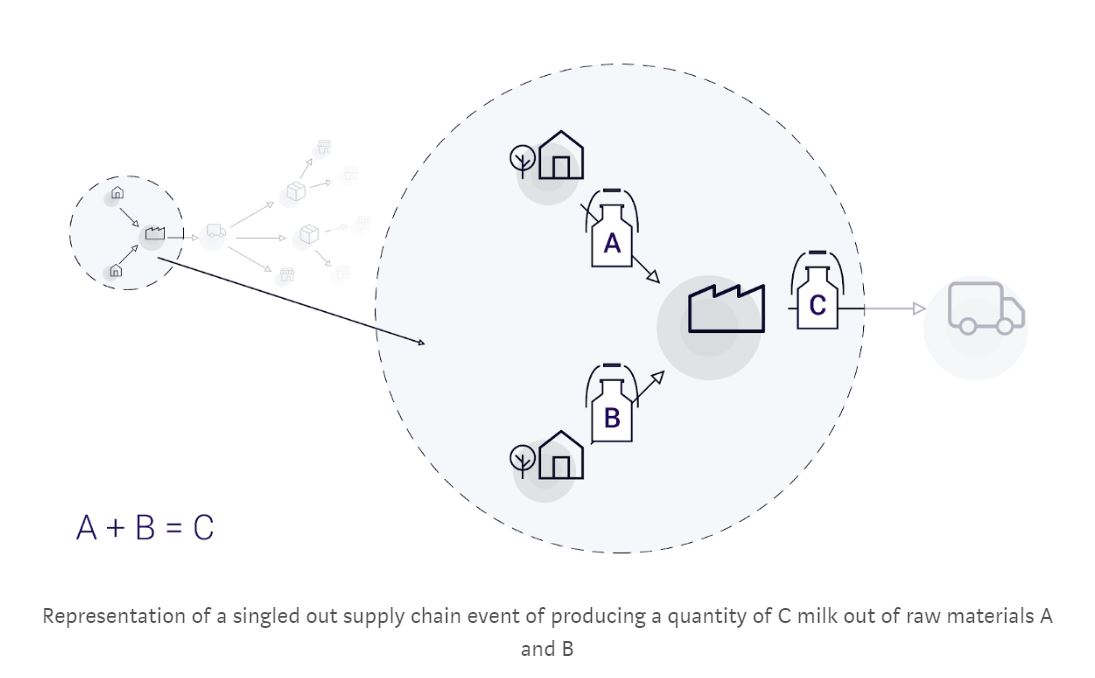 A
C
B
A + B = C
Representation of a singled out supply chain event of producing a quantity of C milk out of raw materials A
and B